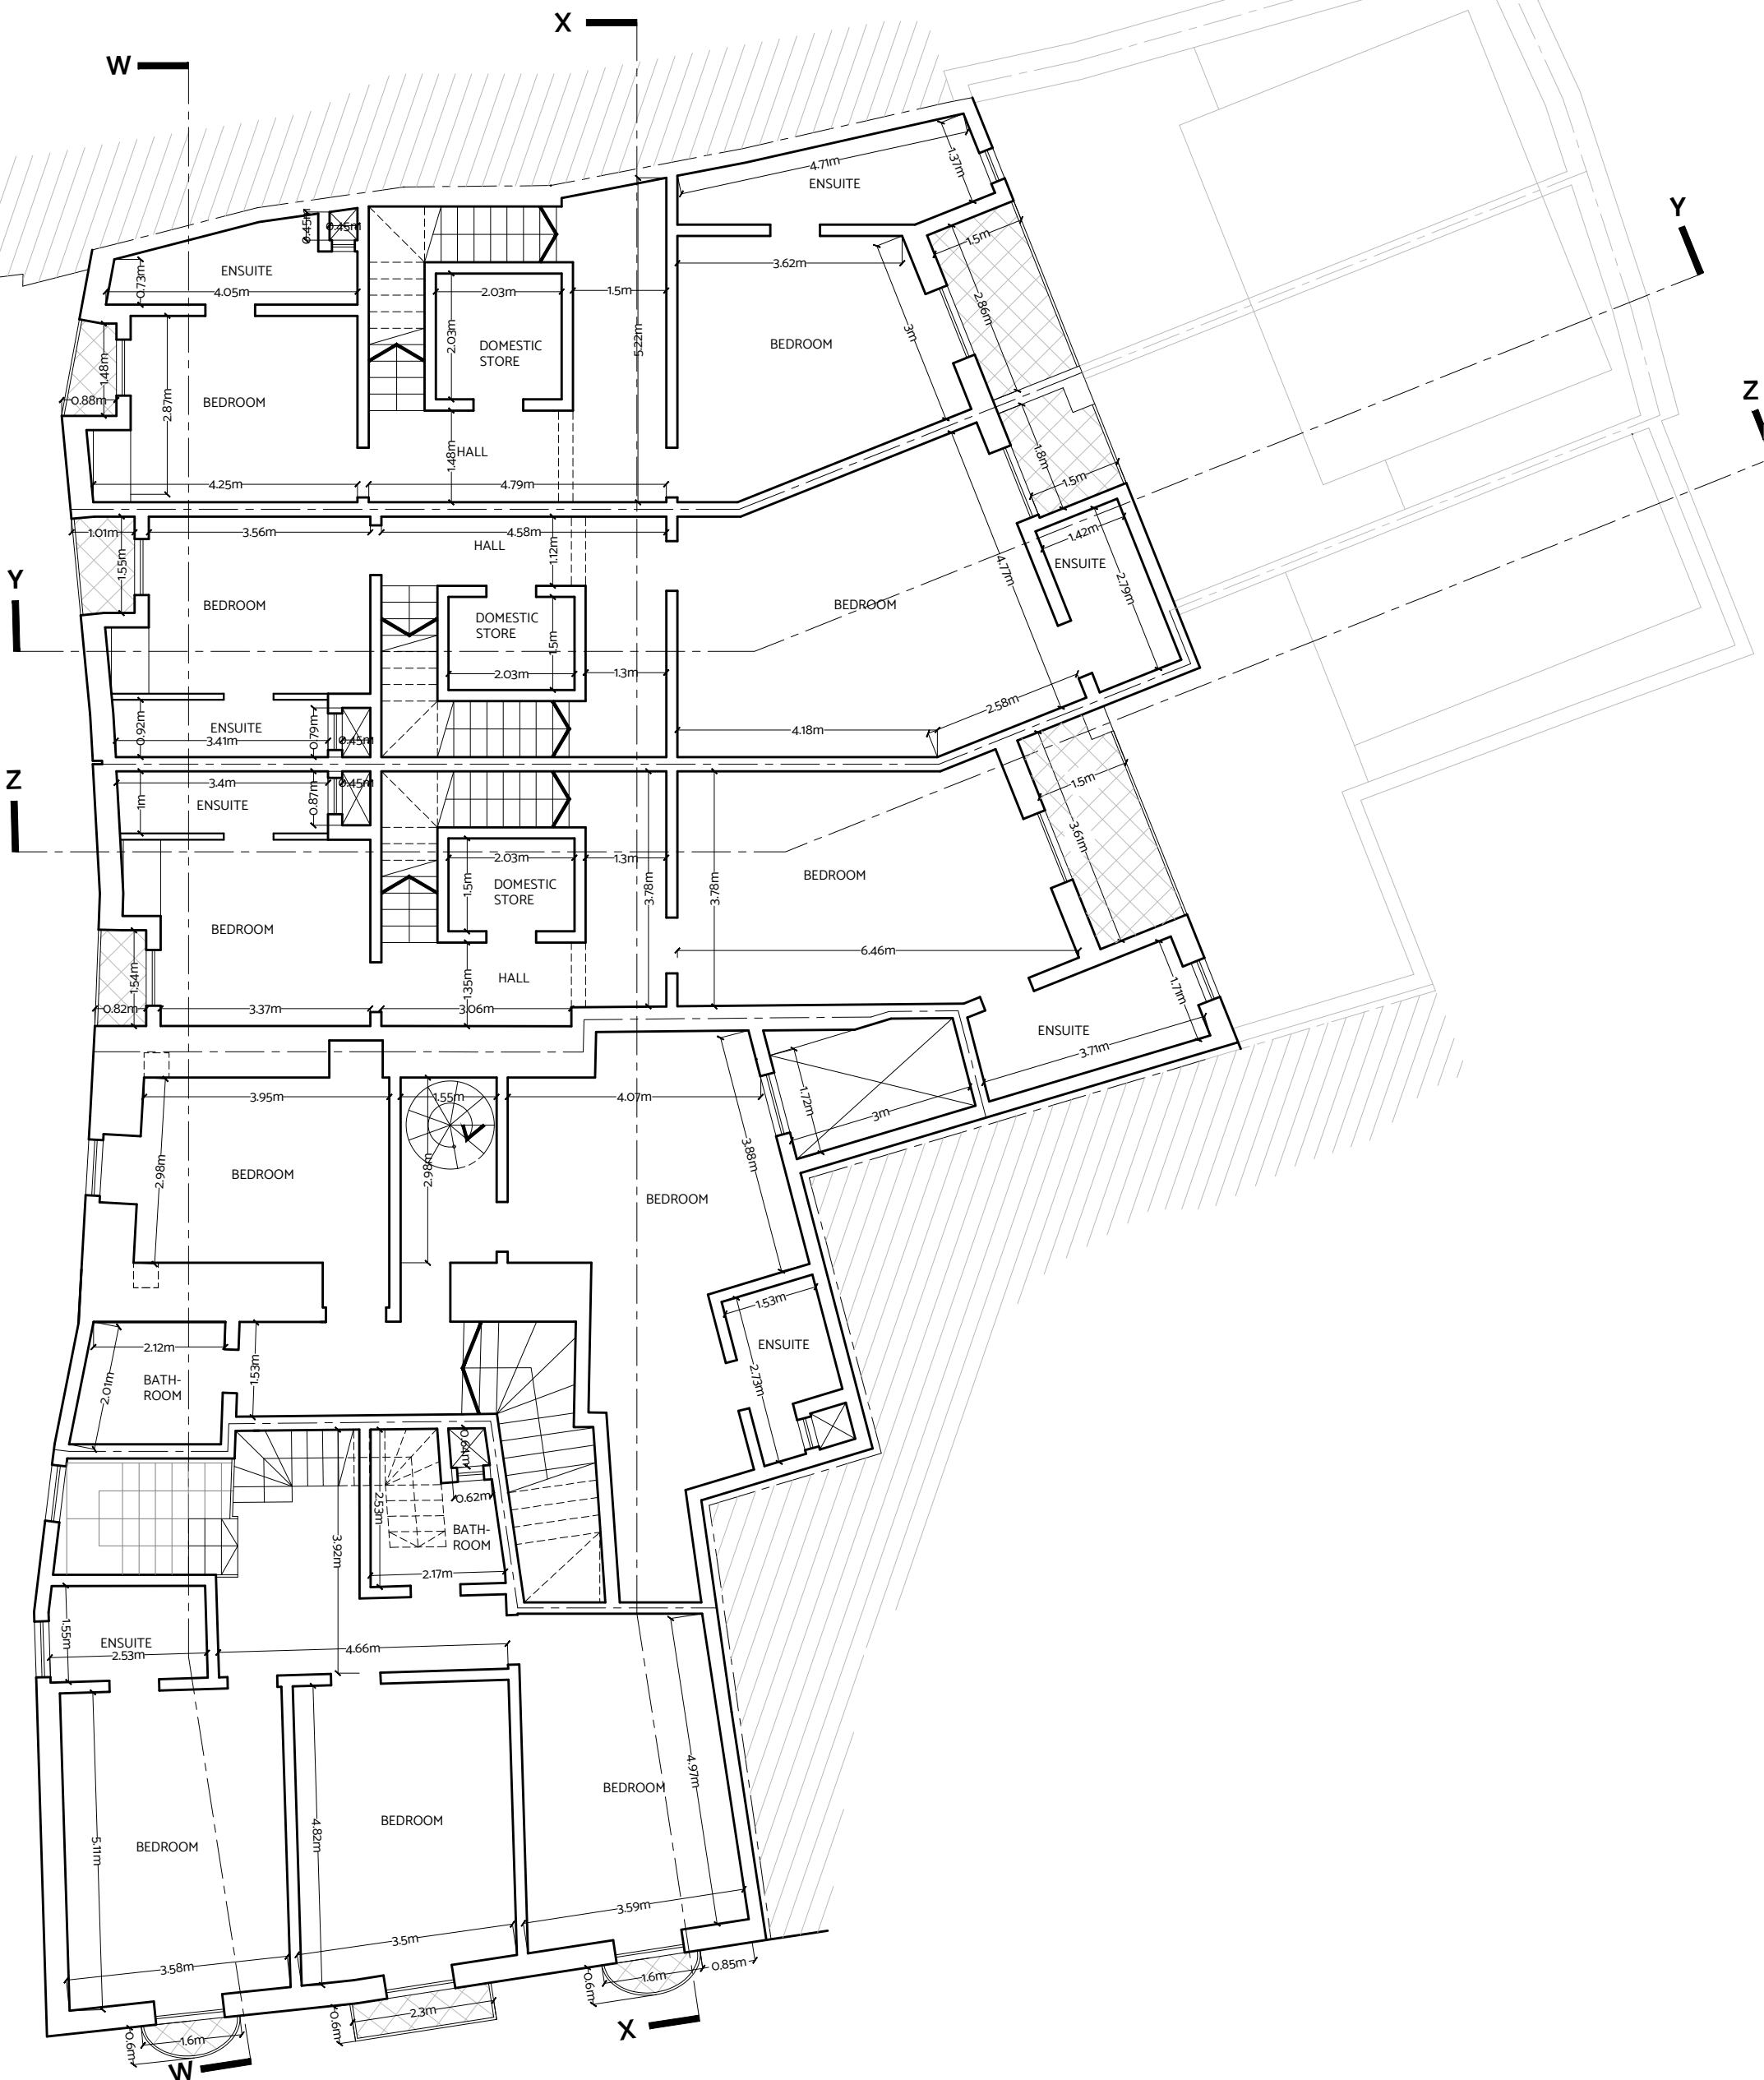 X
W
4.71m
1.37m
ENSUITE
Y
0.45m
0.45m
1.5m
ENSUITE
3.62m
0.73m
4.05m
2.03m
1.5m
2.86m
3m
2.03m
5.22m
DOMESTIC
STORE
BEDROOM
1.48m
0.88m
2.87m
BEDROOM
Z
HALL
1.48m
1.8m
1.5m
4.25m
4.79m
1.01m
3.56m
4.58m
1.42m
HALL
1.12m
1.55m
ENSUITE
4.77m
2.79m
Y
BEDROOM
DOMESTIC
STORE
BEDROOM
1.5m
2.03m
1.3m
2.58m
0.92m
ENSUITE
3.41m
0.79m
0.45m
4.18m
Z
3.4m
0.87m
0.45m
1.5m
1m
ENSUITE
3.61m
2.03m
1.3m
1.5m
DOMESTIC
STORE
3.78m
3.78m
BEDROOM
BEDROOM
6.46m
1.54m
1.35m
HALL
1.71m
0.82m
3.37m
3.06m
ENSUITE
3.71m
3.95m
1.55m
4.07m
1.72m
3m
2.98m
BEDROOM
2.98m
3.88m
BEDROOM
1.53m
2.12m
ENSUITE
1.53m
2.01m
BATH-
ROOM
2.73m
0.64m
2.53m
0.62m
3.92m
BATH-
ROOM
2.17m
1.55m
ENSUITE
2.53m
4.66m
4.97m
BEDROOM
BEDROOM
4.82m
5.11m
BEDROOM
3.59m
3.5m
3.58m
0.85m
0.6m
1.6m
0.6m
2.3m
X
0.6m
1.6m
W